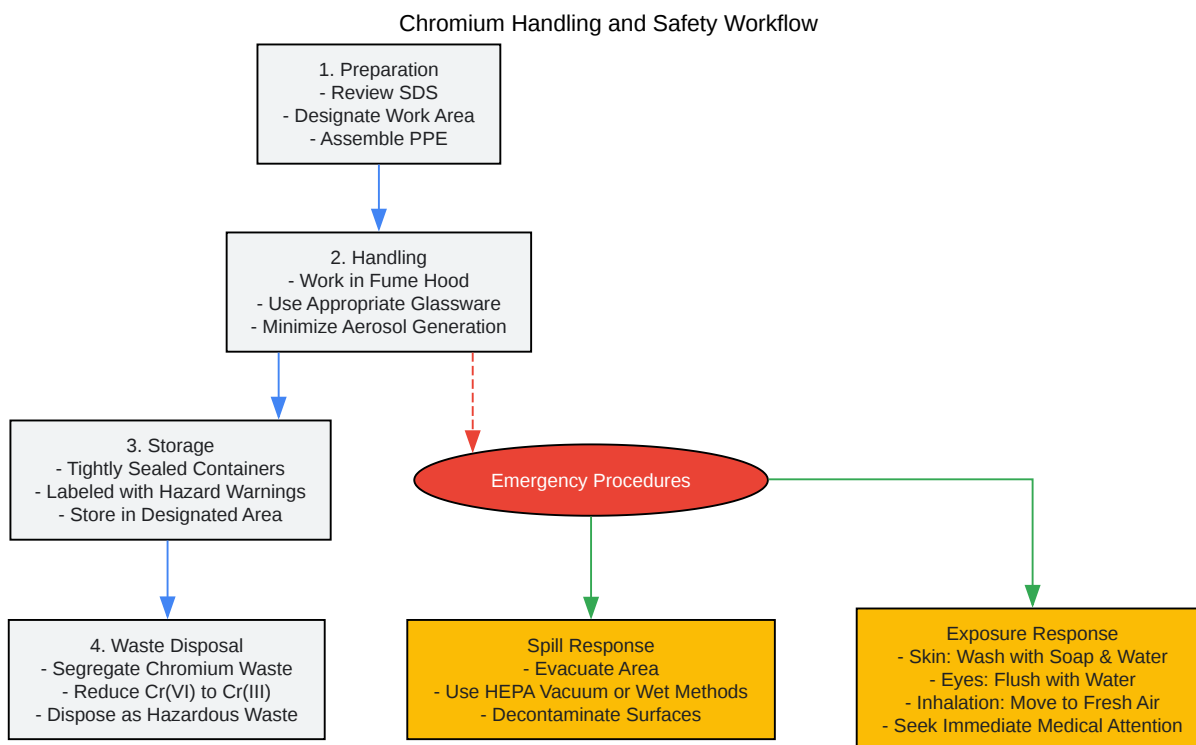 Chromium Handling and Safety Workflow
1. Preparation
- Review SDS
- Designate Work Area
- Assemble PPE
2. Handling
- Work in Fume Hood
- Use Appropriate Glassware
- Minimize Aerosol Generation
3. Storage
- Tightly Sealed Containers
- Labeled with Hazard Warnings
- Store in Designated Area
Emergency Procedures
4. Waste Disposal
- Segregate Chromium Waste
- Reduce Cr(VI) to Cr(III)
- Dispose as Hazardous Waste
Spill Response
- Evacuate Area
- Use HEPA Vacuum or Wet Methods
- Decontaminate Surfaces
Exposure Response
- Skin: Wash with Soap & Water
- Eyes: Flush with Water
- Inhalation: Move to Fresh Air
- Seek Immediate Medical Attention